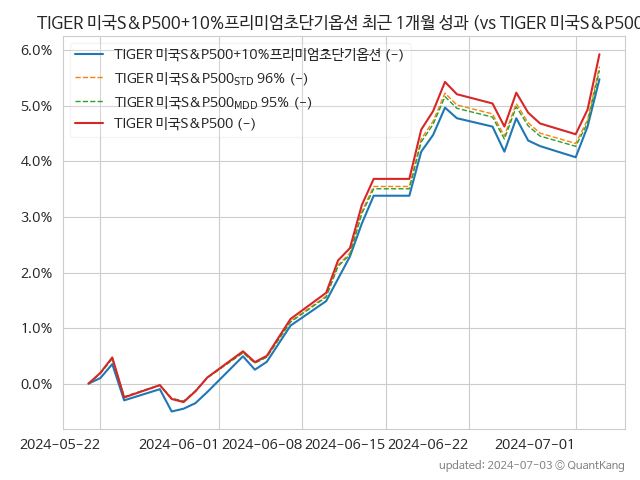 TIGER 미국S&P500+10%프리미엄초단기옵션 최근 1개월 성과 (vs TIGER 미국S&P500
6.0%
5.0%
4.0%
3.0%
2.0%
1.0%
0.0%
TIGER 미국S&P500+10%프리미엄초단기옵션 (-)
TIGER 미국S&P500STD 96% (-)
TIGER 미국S&P500MDD 95% (-)
TIGER 미국S&P500 (-)
2024-05-22 2024-06-01 2024-06-08 2024-06-15 2024-06-22 2024-07-01
updated: 2024-07-03 © QuantKang